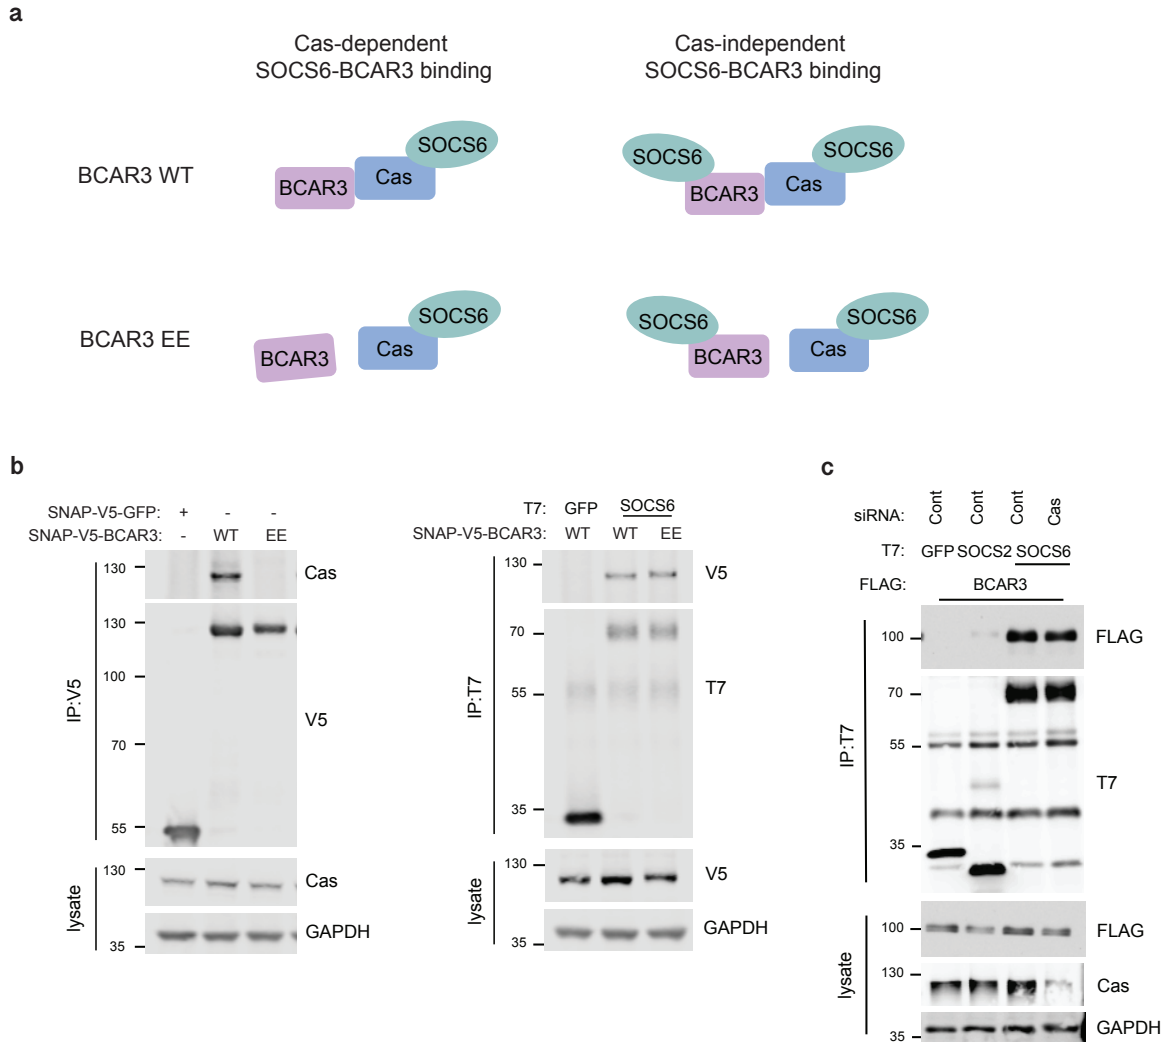 a
Cas-dependent
SOCS6-BCAR3 binding
Cas-independent
SOCS6-BCAR3 binding
BCAR3 WT
BCAR3
Cas
SOCS6
SOCS6
BCAR3
Cas
SOCS6
BCAR3 EE
BCAR3
Cas
SOCS6
SOCS6
BCAR3
Cas
SOCS6
b
SNAP-V5-GFP: + - -
SNAP-V5-BCAR3: - WT EE
IP:V5
130
Cas
130
100
70
55
V5
lysate
130
Cas
35
GAPDH
T7: GFP SOCS6
SNAP-V5-BCAR3: WT WT EE
IP:T7
130
V5
70
55
35
T7
lysate
130
V5
35
GAPDH
c
siRNA: Cont Cont Cont Cas
T7: GFP SOCS2 SOCS6
FLAG: BCAR3
IP:T7
100
FLAG
70
55
35
T7
lysate
100
FLAG
130
Cas
35
GAPDH